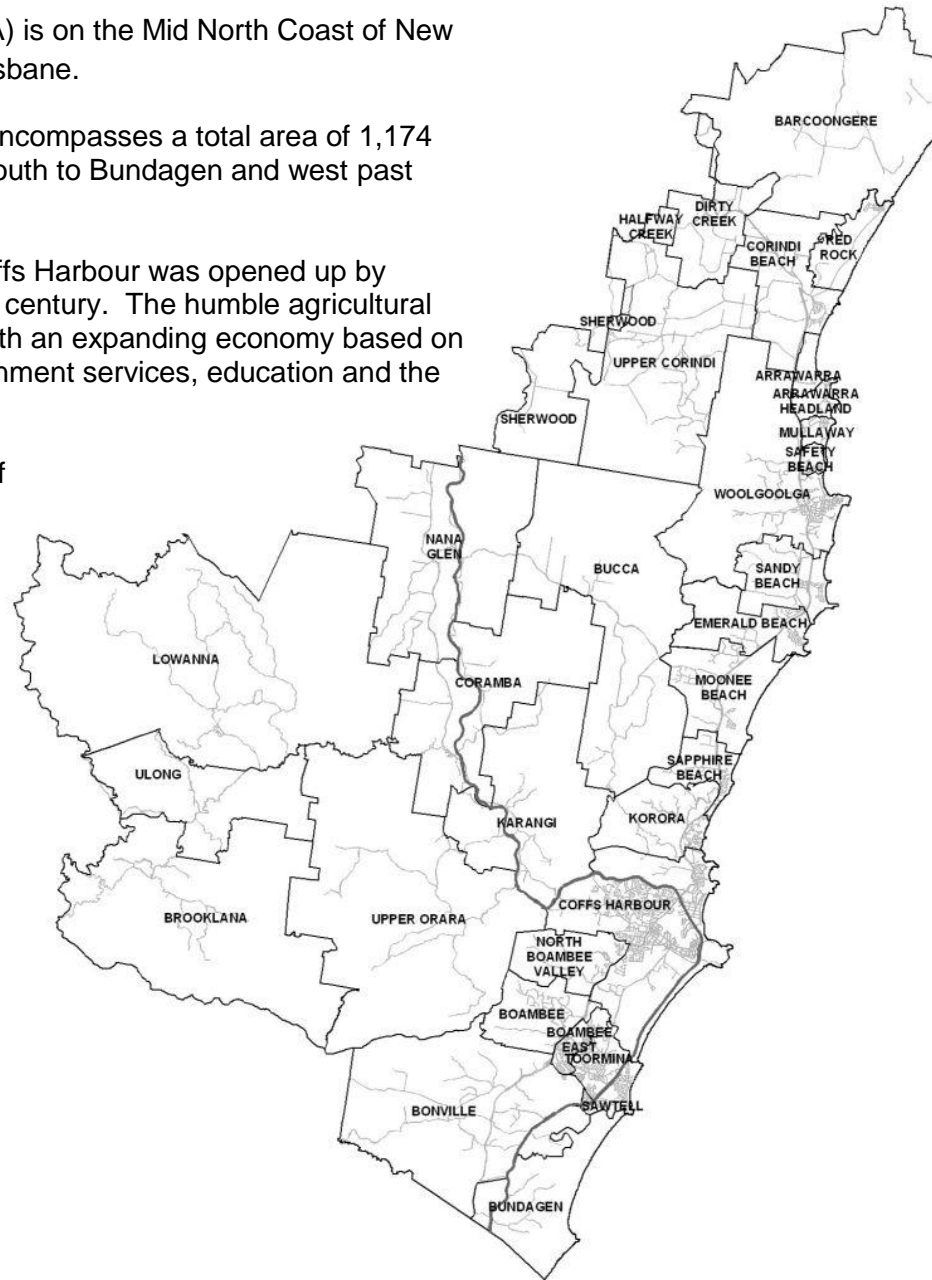 A) is on the Mid North Coast of New
sbane.
ncompasses a total area of 1,174
outh to Bundagen and west past
ffs Harbour was opened up by
century. The humble agricultural
th an expanding economy based on
nment services, education and the
f
BARCOONGERE
DIRTY
CREEK
HALFWAY
CREEK
CORINDI
BEACH
RED
ROCK
SHERWOOD
UPPER CORINDI
SHERWOOD
ARRAWARRA
ARRAWARRA
HEADLAND
MULLAWAY
SAFETY
BEACH
WOOLGOOLGA
NANA
GLEN
BUCCA
SANDY
BEACH
EMERALD BEACH
LOWANNA
CORAMBA
MOONEE
BEACH
ULONG
SAPPHIRE
BEACH
KARANGI
KORORA
BROOKLANA
UPPER ORARA
COFFS HARBOUR
NORTH
BOAMBEE
VALLEY
BOAMBEE
BOAMBEE
EAST
TOORMINA
BONVILLE
SAWTELL
BUNDAGEN